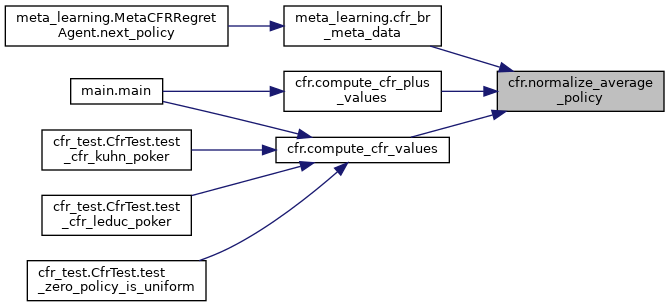 meta_learning.MetaCFRRegret
Agent.next_policy
meta_learning.cfr_br
_meta_data
cfr.normalize_average
_policy
main.main
cfr.compute_cfr_plus
_values
cfr_test.CfrTest.test
_cfr_kuhn_poker
cfr.compute_cfr_values
cfr_test.CfrTest.test
_cfr_leduc_poker
cfr_test.CfrTest.test
_zero_policy_is_uniform